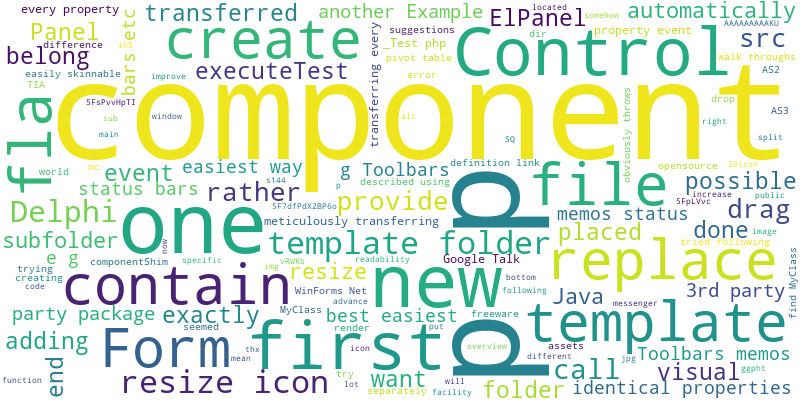 every property
transferred
another Example
ElPanel
automatically
suggestions
somehow
located
AAAAAAAAAKU
difference
ln5
bars etc
Panel
create
_Test php
dir
property event
src
belong
transferring every
Control
pivot table
walk throughs
easily skinnable
improve
executeTest
error
AS2
TIA
5FsPvvHpTI
component
drop
AS3
sub
window
alt
obviously throws
right
split
main
SQ
fla
world
mc
easiest way
g Toolbars
definition link
opensource
20icon
event
s144
described using
file
possible
status bars
rather
p
provide
p
increase
public
Delphi
one
5F7dfPdX2BP6o
memos status
5FpLVvc
drag
meticulously transferring
placed
done
image
subfolder
now
template folder
tried following
e g
componentShim
specific
vRWKb
readability
Google Talk
replace
find MyClass
trying
contain
img
resize
new
bottom
creating
WinForms Net
following
Java
3rd party
code
advance
MyClass
freeware
messenger
party package
exactly
best easiest
template
seemed
render
put
adding
Form
first
p
overview
different
assets
Toolbars memos
thx
icon
mean
try
call
jpg
visual
ggpht
function
end
resize icon
lot
want
will
folder
identical properties
separately
facility